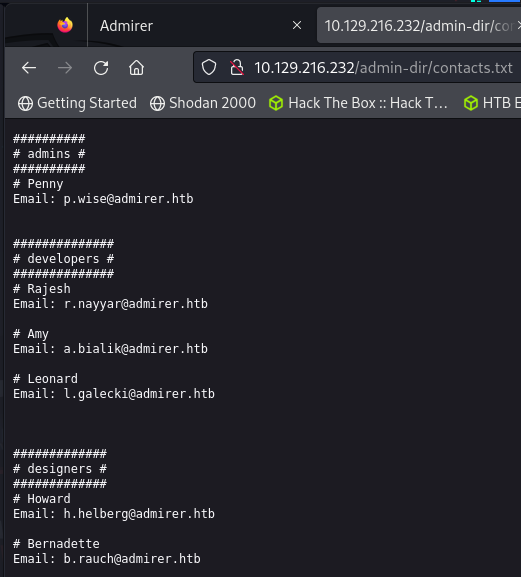 Admirer
10.129.216.232/admin-dir/co
10.129.216.232/admin-dir/contacts.txt
Getting Started Shodan 2000 Hack The Box :: Hack T... HTB E
##########
# admins #
##########
# Penny
Email: p.wise@admirer.htb
##############
# developers #
##############
# Rajesh
Email: r.nayyar@admirer.htb
# Amy
Email: a.bialik@admirer.htb
# Leonard
Email: l.galecki@admirer.htb
#############
# designers #
#############
# Howard
Email: h.helberg@admirer.htb
# Bernadette
Email: b.rauch@admirer.htb